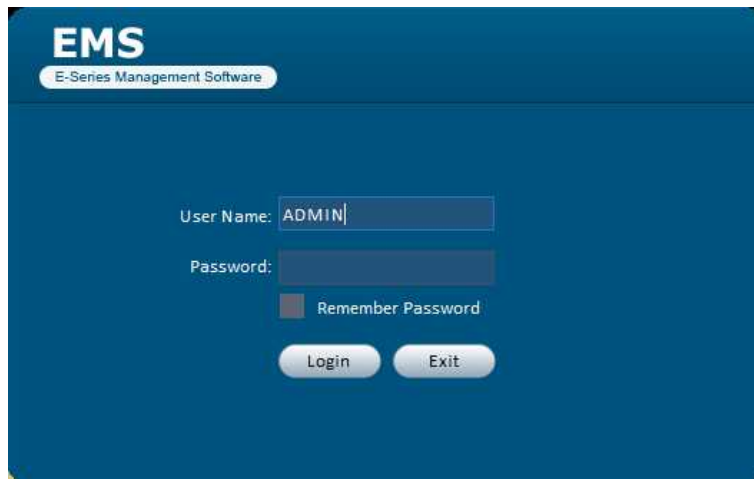 EMS
E-Series Management Software
User Name: ADMIN
Password:
Remember Password
Login Exit